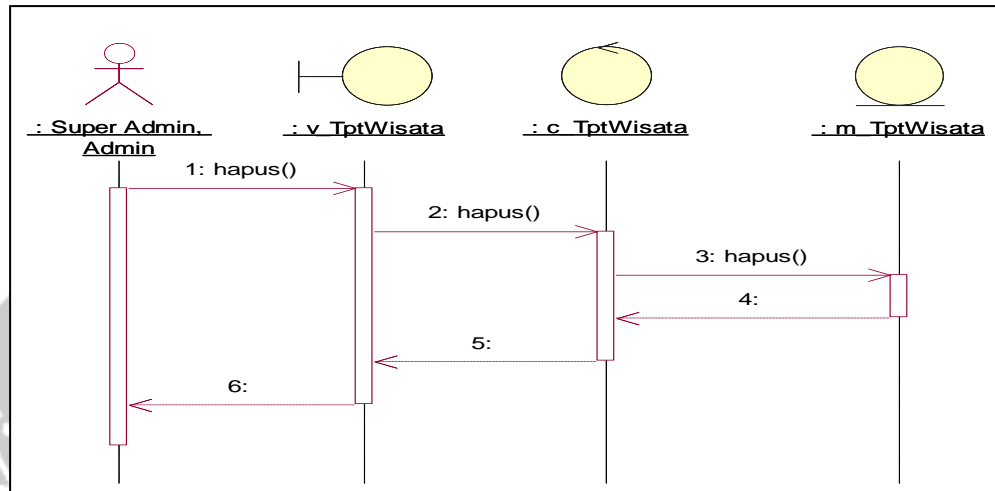 : Super Admin,
Admin
: v_TptWisata
: c_TptWisata
: m_TptWisata
1: hapus()
2: hapus()
3: hapus()
4:
5:
6: